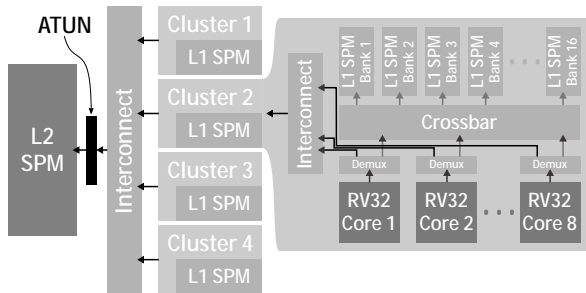 ATUN
L2
SPM
Interconnect
Cluster 1
L1 SPM
Cluster 2
L1 SPM
Cluster 3
L1 SPM
Cluster 4
L1 SPM
Interconnect
L1 SPM
Bank 1
L1 SPM
Bank 2
L1 SPM
Bank 3
L1 SPM
Bank 4
L1 SPM
Bank 16
Crossbar
Demux
Demux
Demux
RV32
Core 1
RV32
Core 2
RV32
Core 8